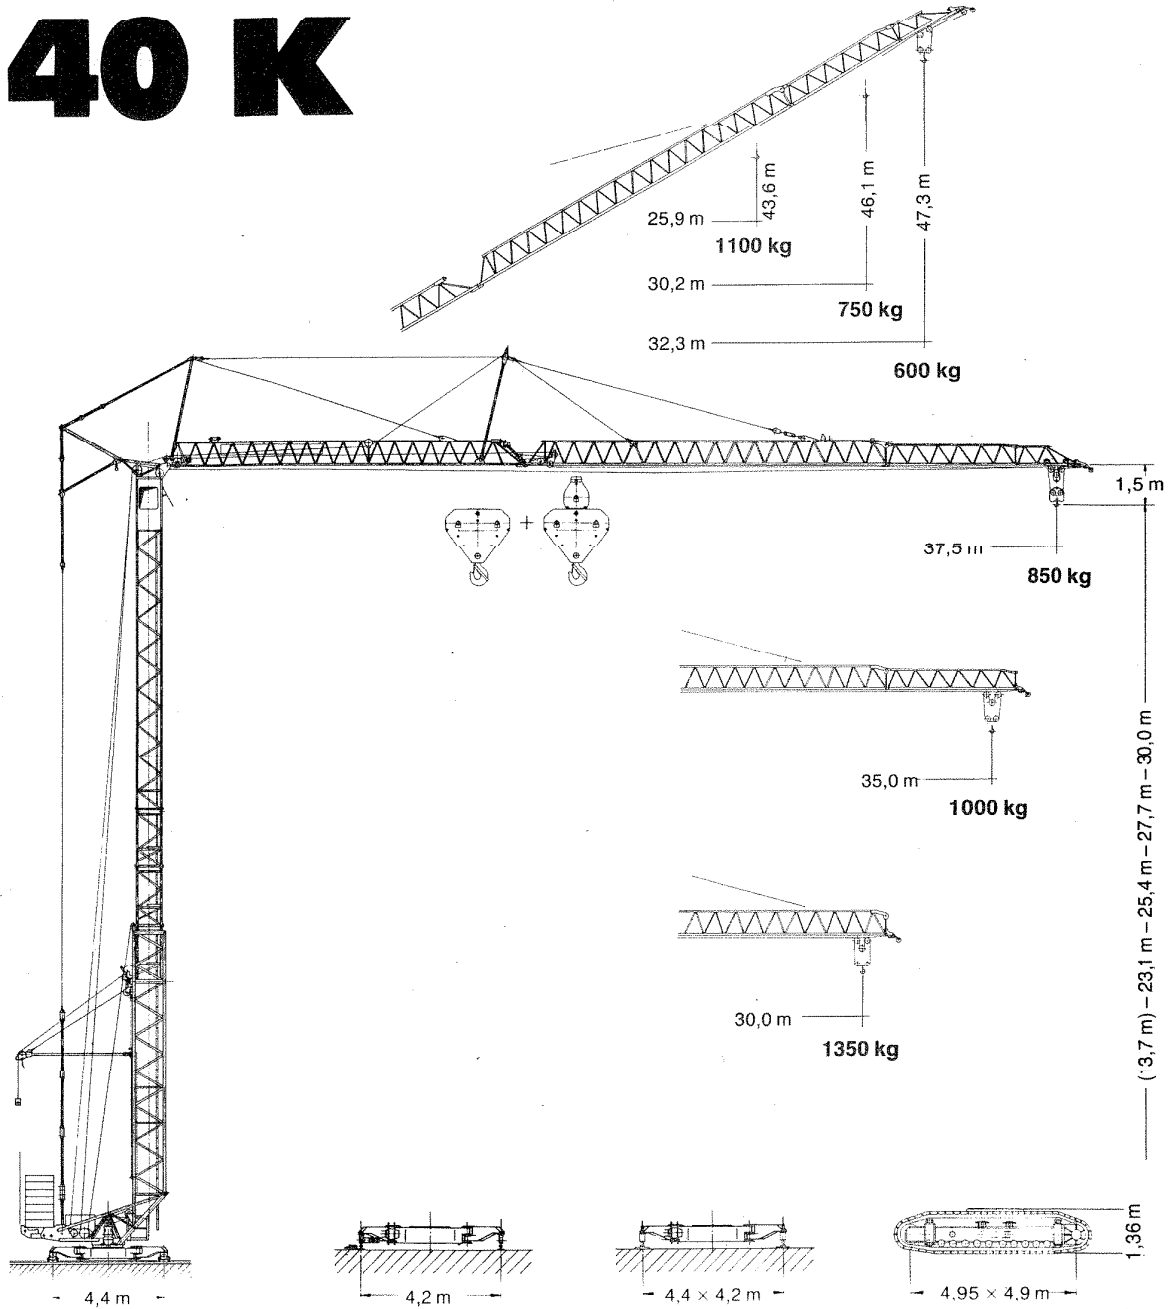 40 K
43,6 m
46,1 m
47,3 m
25,9 m
1100 kg
30,2 m
750 kg
32,3 m
600 kg
1,5 m
+
37,5 m
850 kg
35,0 m
1000 kg
30,0 m
1350 kg
3,7 m) – 23,1 m – 25,4 m – 27,7 m – 30,0 m
1,36 m
4,4 m
4,2 m
4,4 × 4,2 m
4,95 × 4,9 m